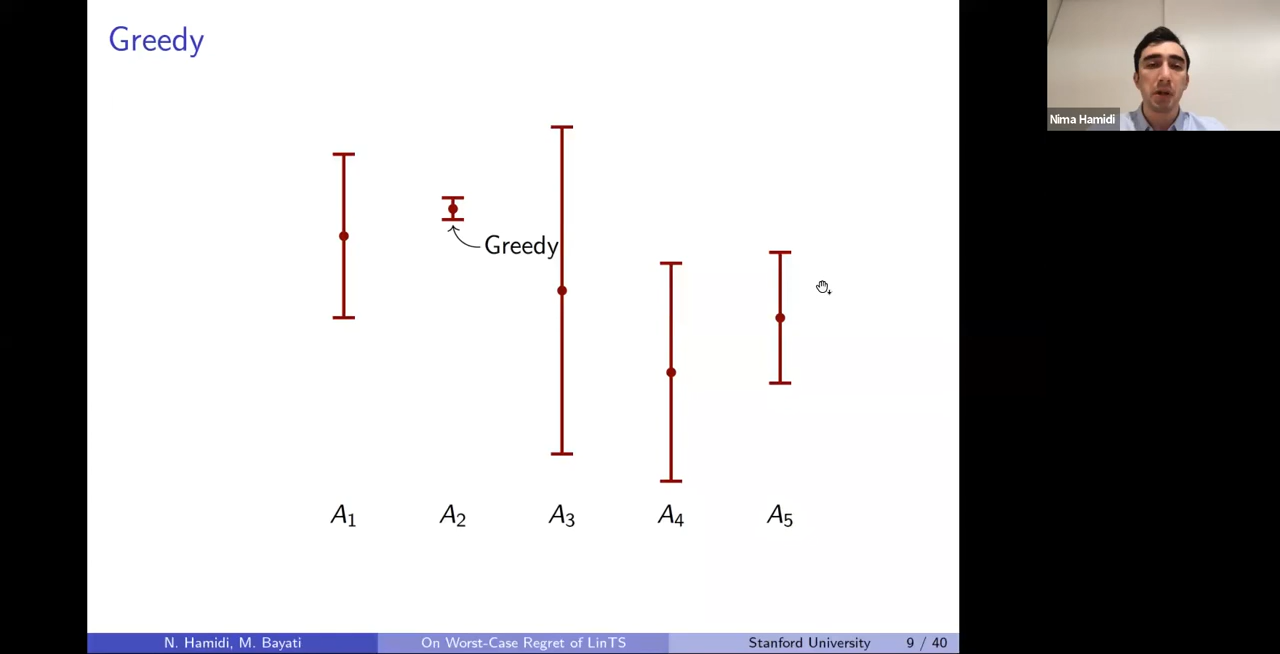 Greedy
Nima Hamidi
Greedy
A1 A2 A3 A4 A5
N. Hamidi, M. Bayati On Worst-Case Regret of LinTS Stanford University 9 / 40